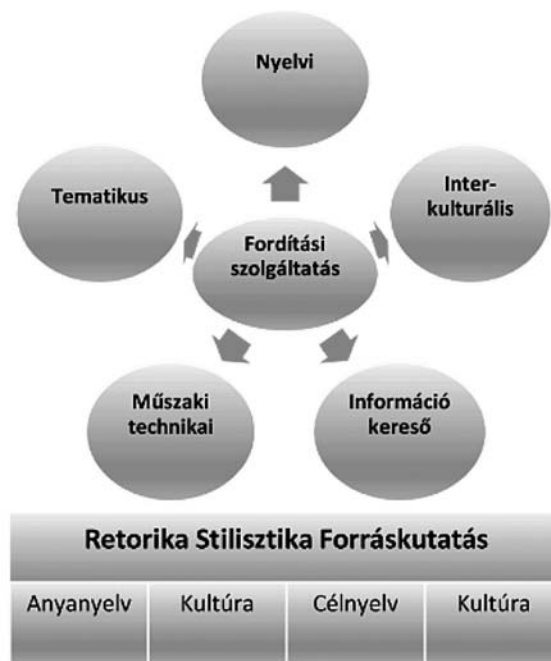 Nyelvi
Tematikus
Inter-
kulturális
Fordítási
szolgáltatás
Műszaki
technikai
Információ
kereső
Retorika Stilisztika Forráskutatás
Anyanyelv Kultúra Célnyelv Kultúra